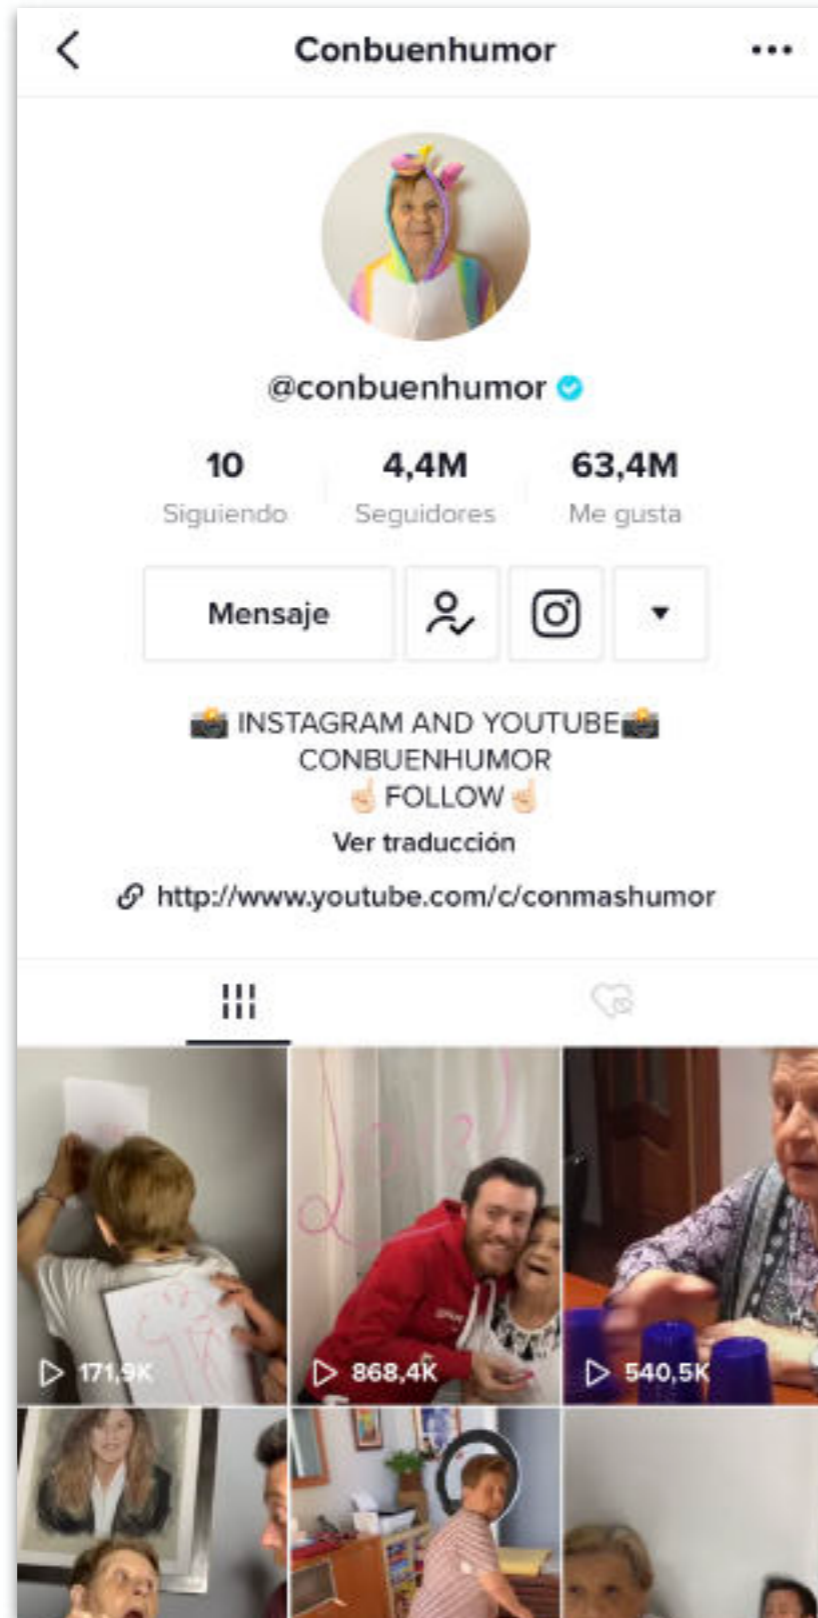 Conbuenhumor
@conbuenhumor
10 4,4M 63,4M
Siguiendo Seguidores Me gusta
Mensaje
INSTAGRAM AND YOUTUBE
CONBUENHUMOR
FOLLOW
Ver traducción
http://www.youtube.com/c/conmashumor
171,9K 868,4K 540,5K